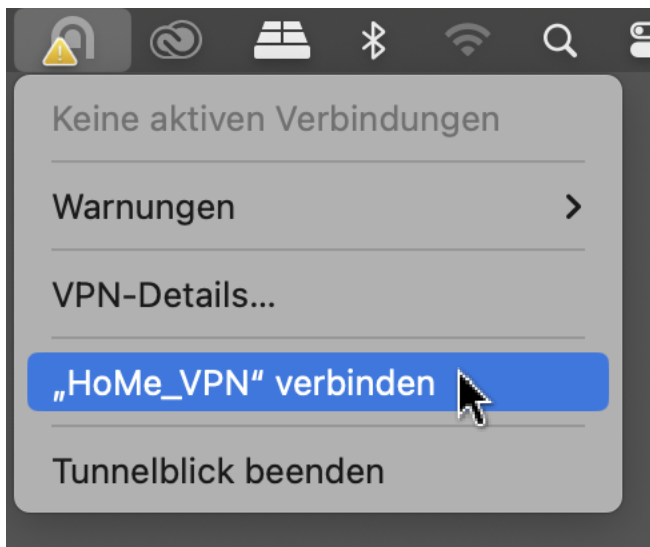 Keine aktiven Verbindungen
Warnungen
VPN-Details...
„HoMe_VPN“ verbinden
Tunnelblick beenden